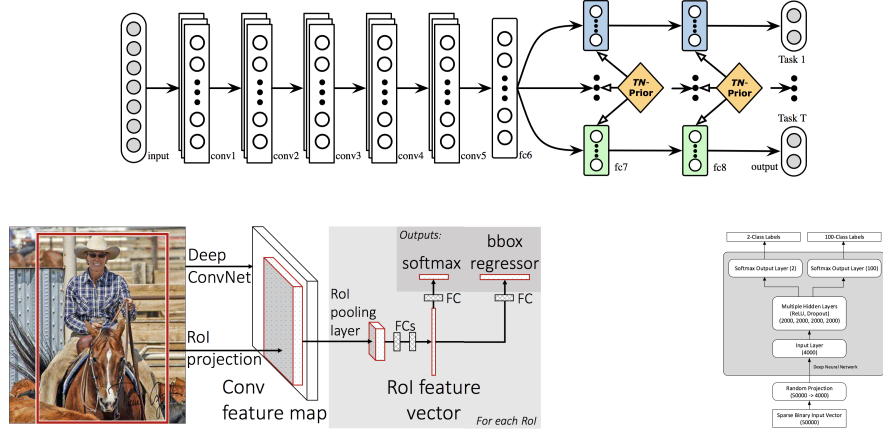 input
conv1
conv2
conv3
conv4
conv5
fc6
TN-
Prior
TN-
Prior
fc7
fc8
Task 1
Task T
output
Deep
ConvNet
RoI
projection
Conv
feature map
RoI
pooling
layer
FCs
RoI feature
vector
Outputs:
softmax
bbox
regressor
FC
FC
For each RoI
2-Class Labels
100-Class Labels
Softmax Output Layer (2)
Softmax Output Layer (100)
Multiple Hidden Layers
(ReLU, Dropout)
(2000, 2000, 2000, 2000)
Input Layer
(4000)
Deep Neural Network
Random Projection
(50000 -> 4000)
Sparse Binary Input Vector
(50000)